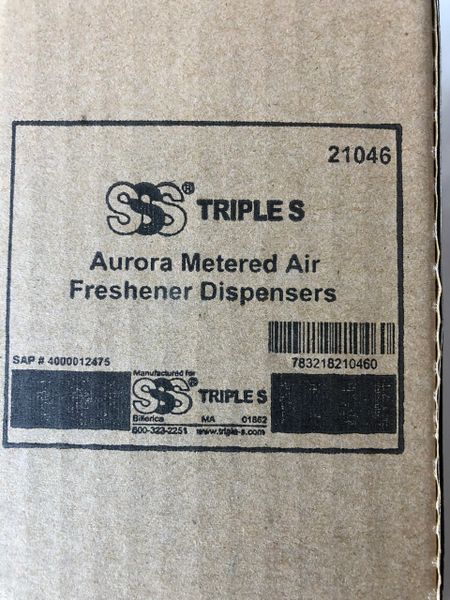 21046
SSS® TRIPLE S
Aurora Metered Air
Freshener Dispensers
SAP # 4000012475
783218210460
Manufactured for
SSS TRIPLE S
Billerica MA 01862
800-323-2251 www.triple-s.com